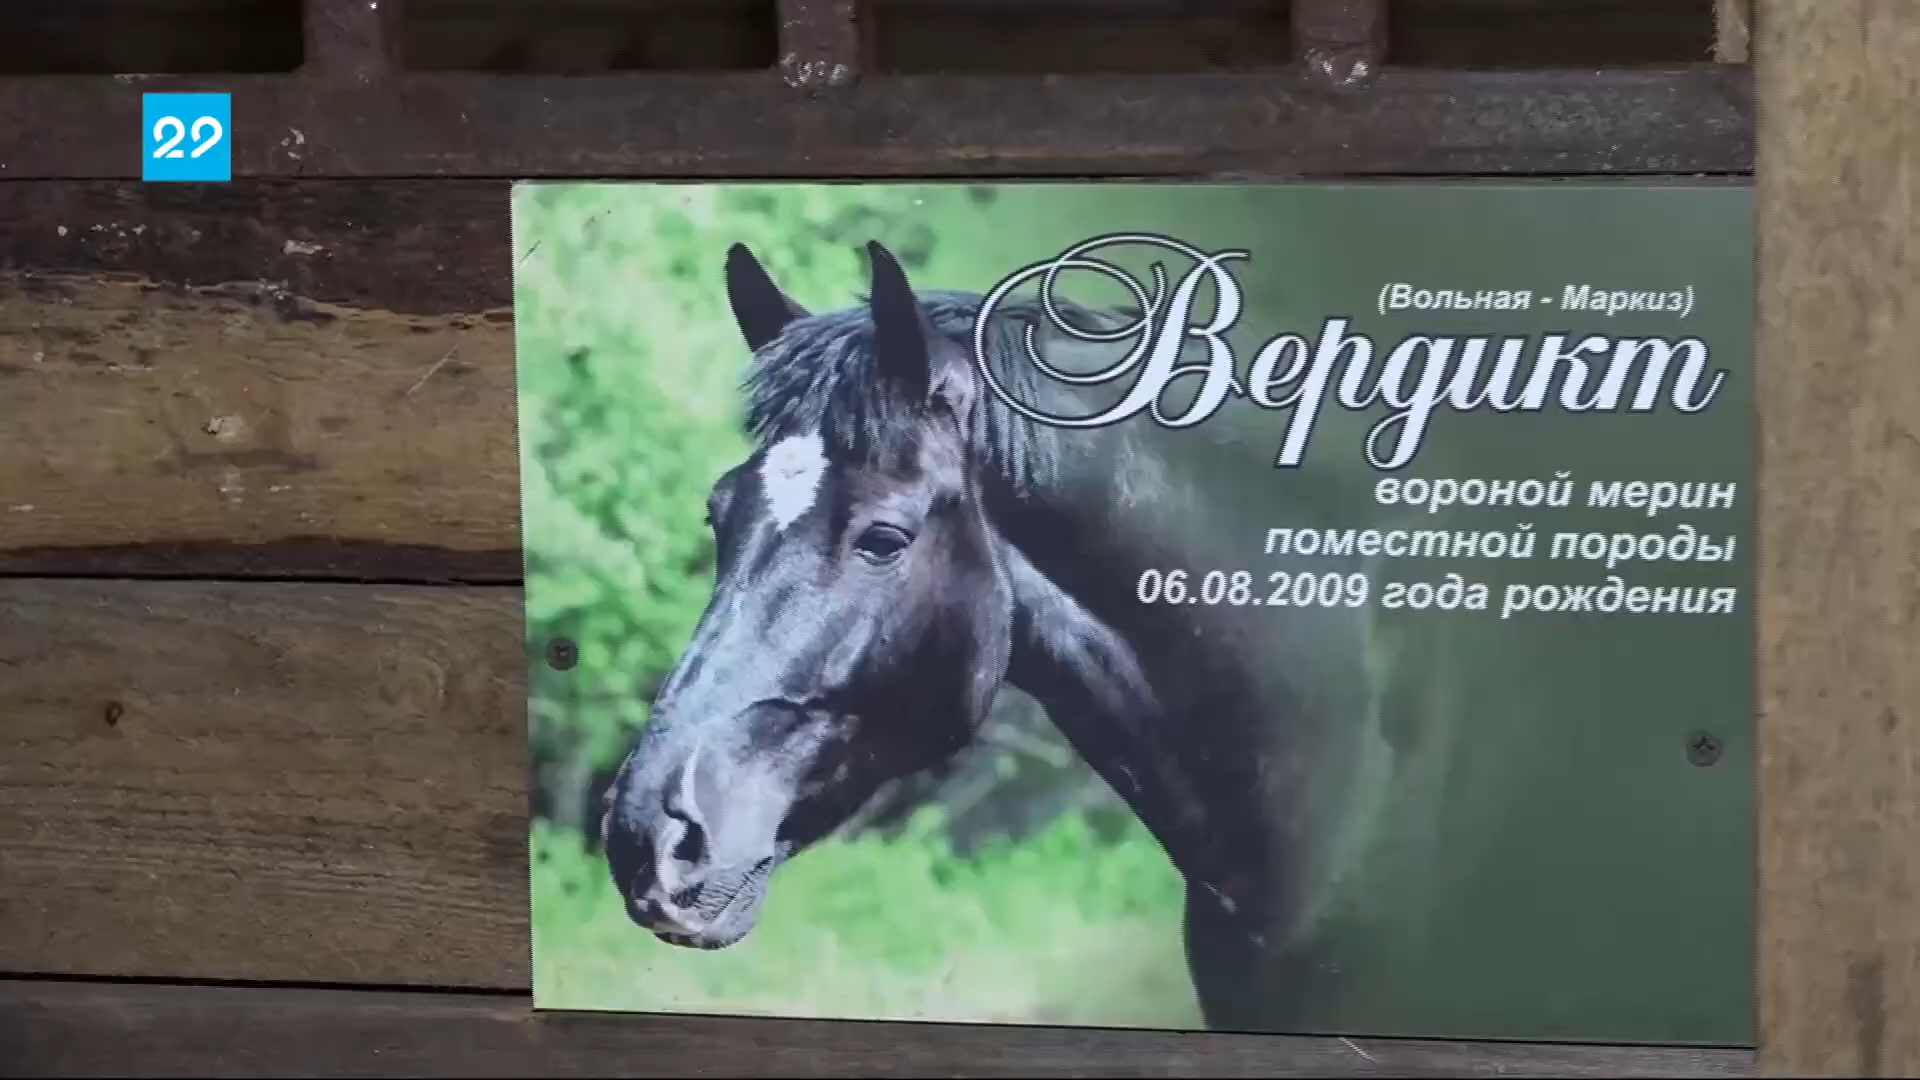 29
(Вольная - Маркиз)
Вердикт
вороной мерин
поместной породы
06.08.2009 года рождения